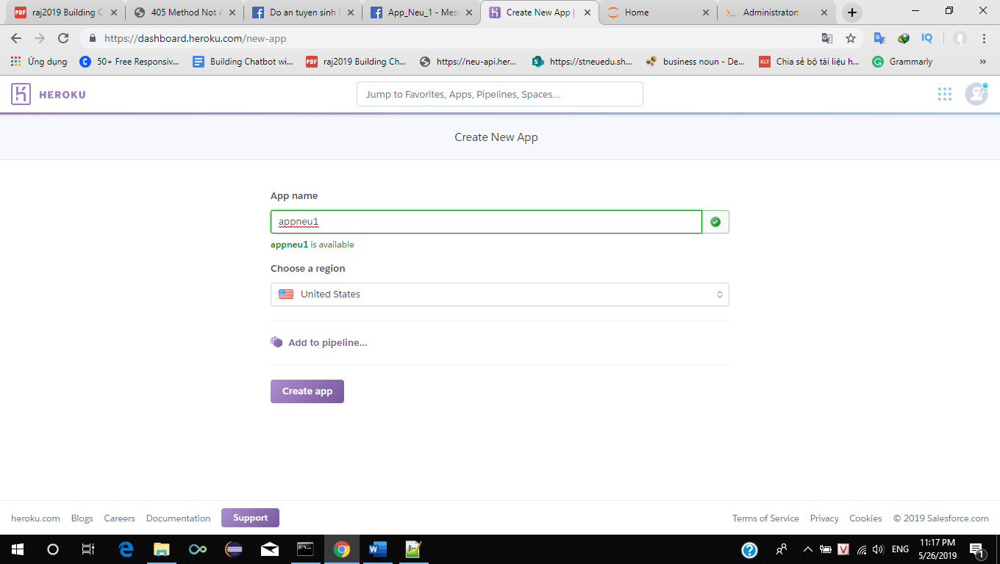 raj2019 Building C
405 Method Not A
Do an tuyen sinh
App_Neu_1 - Mess
Create New App |
Home
Administrator:
https://dashboard.heroku.com/new-app
Ứng dụng
50+ Free Responsiv...
Building Chatbot wi...
raj2019 Building Ch...
https://neu-api.her...
https://stneuedu.sh...
business noun - De...
Chia sẻ bộ tài liệu h...
Grammarly
HEROKU
Jump to Favorites, Apps, Pipelines, Spaces...
Create New App
App name
appneu1
appneu1 is available
Choose a region
United States
Add to pipeline...
Create app
heroku.com Blogs Careers Documentation Support Terms of Service Privacy Cookies © 2019 Salesforce.com
ENG
11:17 PM
5/26/2019
1